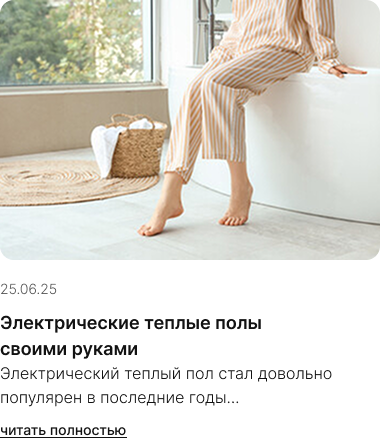 25.06.25
Электрические теплые полы
своими руками
Электрический теплый пол стал довольно
популярен в последние годы...
читать полностью